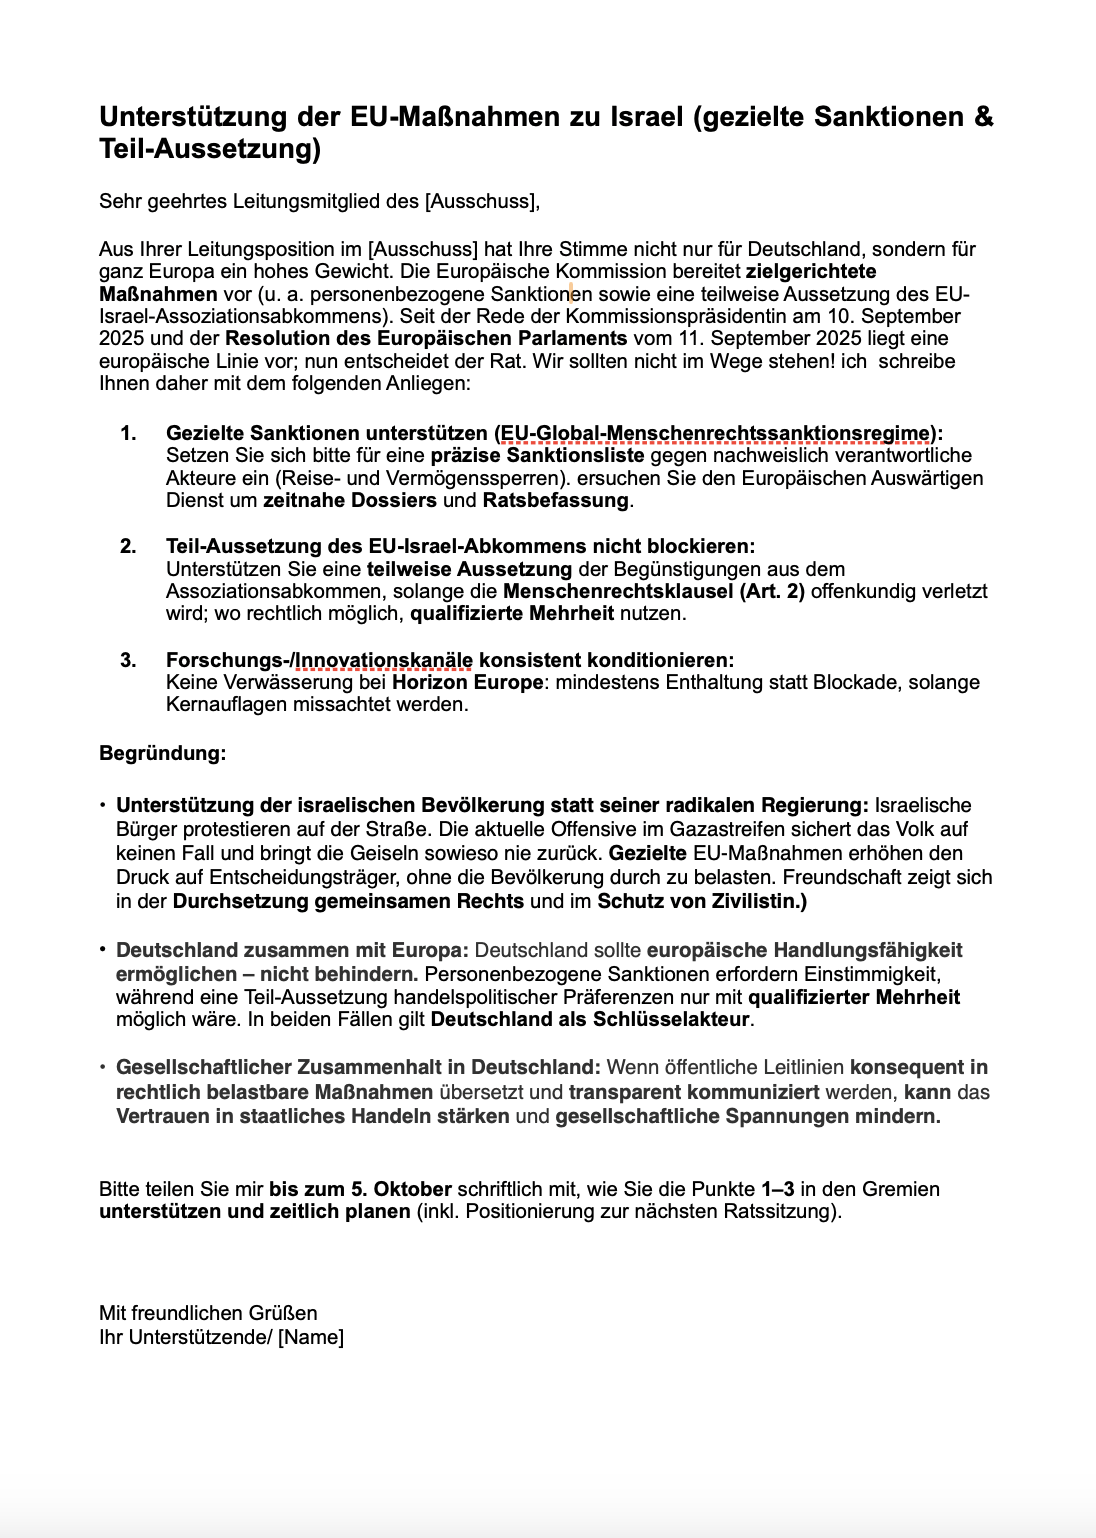 Unterstützung der EU-Maßnahmen zu Israel (gezielte Sanktionen &
Teil-Aussetzung)
Sehr geehrtes Leitungsmitglied des [Ausschuss],
Aus Ihrer Leitungsposition im [Ausschuss] hat Ihre Stimme nicht nur für Deutschland, sondern für
ganz Europa ein hohes Gewicht. Die Europäische Kommission bereitet zielgerichtete
Maßnahmen vor (u. a. personenbezogene Sanktionen sowie eine teilweise Aussetzung des EU-
Israel-Assoziationsabkommens). Seit der Rede der Kommissionspräsidentin am 10. September
2025 und der Resolution des Europäischen Parlaments vom 11. September 2025 liegt eine
europäische Linie vor; nun entscheidet der Rat. Wir sollten nicht im Wege stehen! ich  schreibe
Ihnen daher mit dem folgenden Anliegen:
1. Gezielte Sanktionen unterstützen (EU-Global-Menschenrechtssanktionsregime):
Setzen Sie sich bitte für eine präzise Sanktionsliste gegen nachweislich verantwortliche
Akteure ein (Reise- und Vermögenssperren). ersuchen Sie den Europäischen Auswärtigen
Dienst um zeitnahe Dossiers und Ratsbefassung.
2. Teil-Aussetzung des EU-Israel-Abkommens nicht blockieren:
Unterstützen Sie eine teilweise Aussetzung der Begünstigungen aus dem
Assoziationsabkommen, solange die Menschenrechtsklausel (Art. 2) offenkundig verletzt
wird; wo rechtlich möglich, qualifizierte Mehrheit nutzen.
3. Forschungs-/Innovationskanäle konsistent konditionieren:
Keine Verwässerung bei Horizon Europe: mindestens Enthaltung statt Blockade, solange
Kernauflagen missachtet werden.
Begründung:
• Unterstützung der israelischen Bevölkerung statt seiner radikalen Regierung: Israelische
Bürger protestieren auf der Straße. Die aktuelle Offensive im Gazastreifen sichert das Volk auf
keinen Fall und bringt die Geiseln sowieso nie zurück. Gezielte EU-Maßnahmen erhöhen den
Druck auf Entscheidungsträger, ohne die Bevölkerung durch zu belasten. Freundschaft zeigt sich
in der Durchsetzung gemeinsamen Rechts und im Schutz von Zivilistin.)
• Deutschland zusammen mit Europa: Deutschland sollte europäische Handlungsfähigkeit
ermöglichen – nicht behindern. Personenbezogene Sanktionen erfordern Einstimmigkeit,
während eine Teil-Aussetzung handelspolitischer Präferenzen nur mit qualifizierter Mehrheit
möglich wäre. In beiden Fällen gilt Deutschland als Schlüsselakteur.
• Gesellschaftlicher Zusammenhalt in Deutschland: Wenn öffentliche Leitlinien konsequent in
rechtlich belastbare Maßnahmen übersetzt und transparent kommuniziert werden, kann das
Vertrauen in staatliches Handeln stärken und gesellschaftliche Spannungen mindern.
Bitte teilen Sie mir bis zum 5. Oktober schriftlich mit, wie Sie die Punkte 1–3 in den Gremien
unterstützen und zeitlich planen (inkl. Positionierung zur nächsten Ratssitzung).
Mit freundlichen Grüßen
Ihr Unterstützende/ [Name]